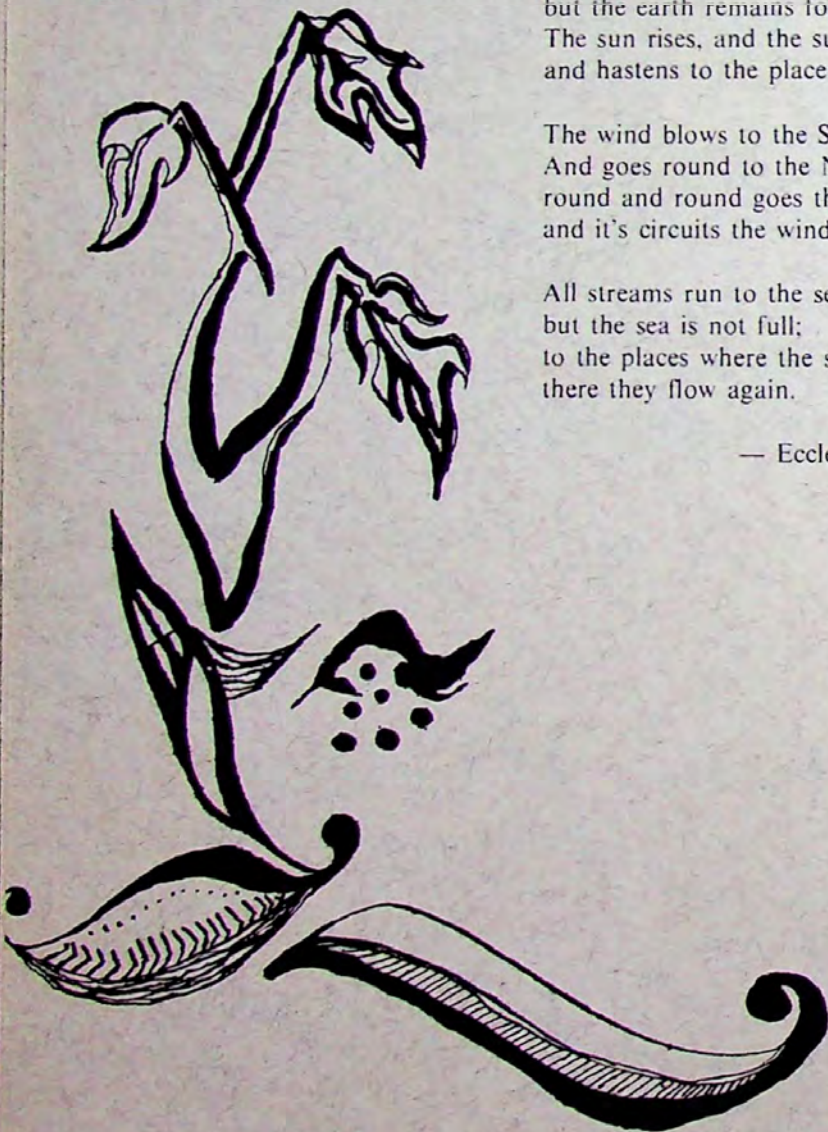 but the earth remains
The sun rises, and the
and hastens to the place
The wind blows to the
And goes round to the
round and round goes
and it's circuits the wind
All streams run to the
but the sea is not full;
to the places where the
there they flow again.
—